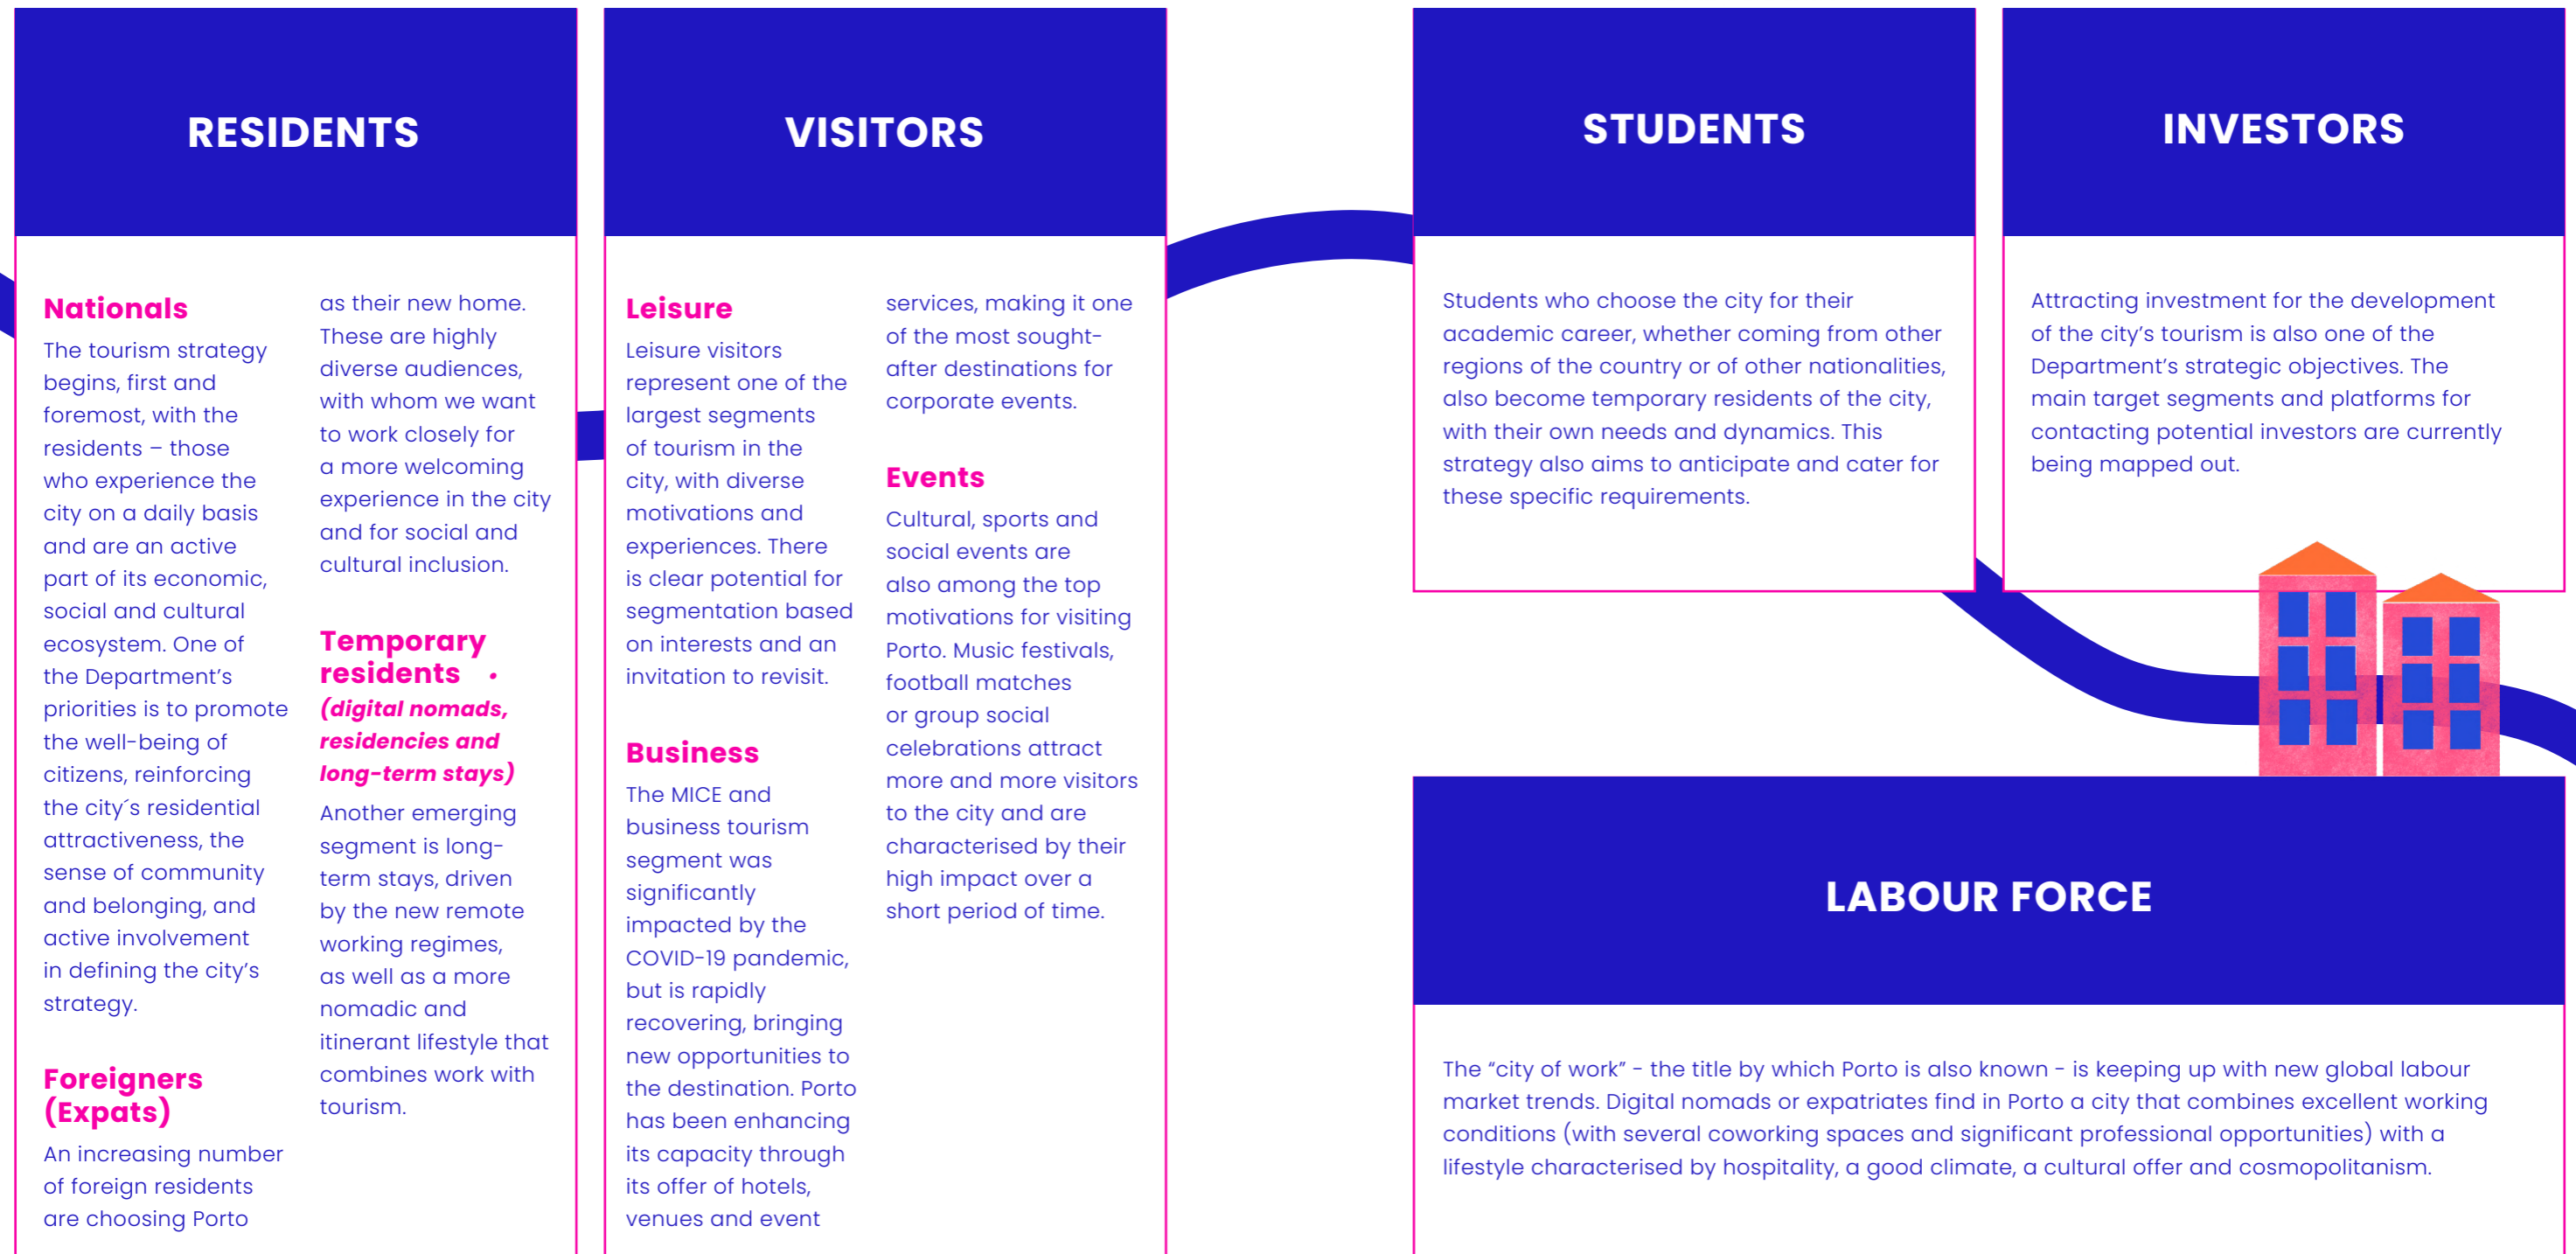 RESIDENTS
Nationals
The tourism strategy
begins, first and
foremost, with the
residents – those
who experience the
city on a daily basis
and are an active
part of its economic,
social and cultural
ecosystem. One of
the Department’s
priorities is to promote
the well-being of
citizens, reinforcing
the city´s residential
attractiveness, the
sense of community
and belonging, and
active involvement
in defining the city’s
strategy.
Foreigners
(Expats)
An increasing number
of foreign residents
are choosing Porto
as their new home.
These are highly
diverse audiences,
with whom we want
to work closely for
a more welcoming
experience in the city
and for social and
cultural inclusion.
Temporary
residents •
(digital nomads,
residencies and
long-term stays)
Another emerging
segment is long-
term stays, driven
by the new remote
working regimes,
as well as a more
nomadic and
itinerant lifestyle that
combines work with
tourism.
VISITORS
Leisure
Leisure visitors
represent one of the
largest segments
of tourism in the
city, with diverse
motivations and
experiences. There
is clear potential for
segmentation based
on interests and an
invitation to revisit.
Business
The MICE and
business tourism
segment was
significantly
impacted by the
COVID-19 pandemic,
but is rapidly
recovering, bringing
new opportunities to
the destination. Porto
has been enhancing
its capacity through
its offer of hotels,
venues and event
services, making it one
of the most sought-
after destinations for
corporate events.
Events
Cultural, sports and
social events are
also among the top
motivations for visiting
Porto. Music festivals,
football matches
or group social
celebrations attract
more and more visitors
to the city and are
characterised by their
high impact over a
short period of time.
STUDENTS
Students who choose the city for their
academic career, whether coming from other
regions of the country or of other nationalities,
also become temporary residents of the city,
with their own needs and dynamics. This
strategy also aims to anticipate and cater for
these specific requirements.
INVESTORS
Attracting investment for the development
of the city’s tourism is also one of the
Department’s strategic objectives. The
main target segments and platforms for
contacting potential investors are currently
being mapped out.
LABOUR FORCE
The “city of work” - the title by which Porto is also known - is keeping up with new global labour
market trends. Digital nomads or expatriates find in Porto a city that combines excellent working
conditions (with several coworking spaces and significant professional opportunities) with a
lifestyle characterised by hospitality, a good climate, a cultural offer and cosmopolitanism.